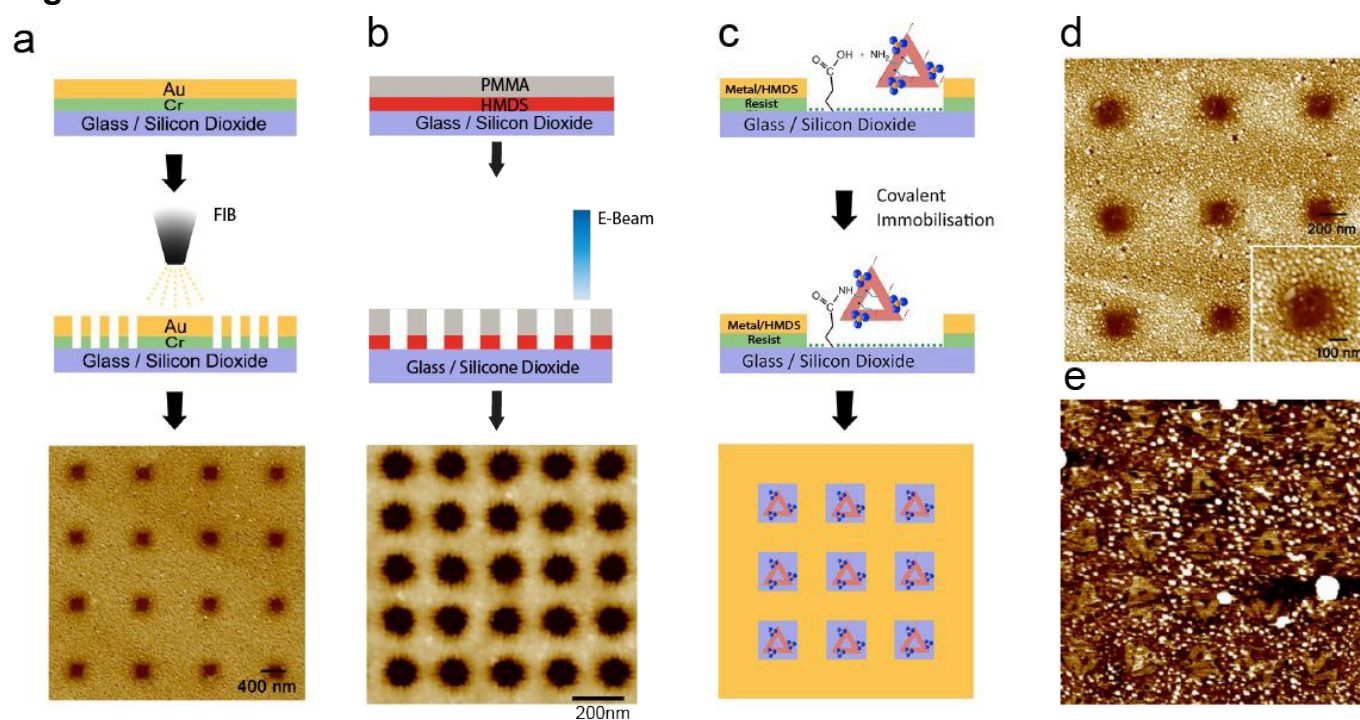 a
Au
Cr
Glass / Silicon Dioxide
FIB
Au
Cr
Glass / Silicon Dioxide
400 nm
b
PMMA
HMDS
Glass / Silicon Dioxide
E-Beam
Glass / Silicone Dioxide
200nm
c
O OH + NH2
Metal/HMDS
Resist
Glass / Silicon Dioxide
Covalent
Immobilisation
O NH
Metal/HMDS
Resist
Glass / Silicon Dioxide
d
200 nm
100 nm
e